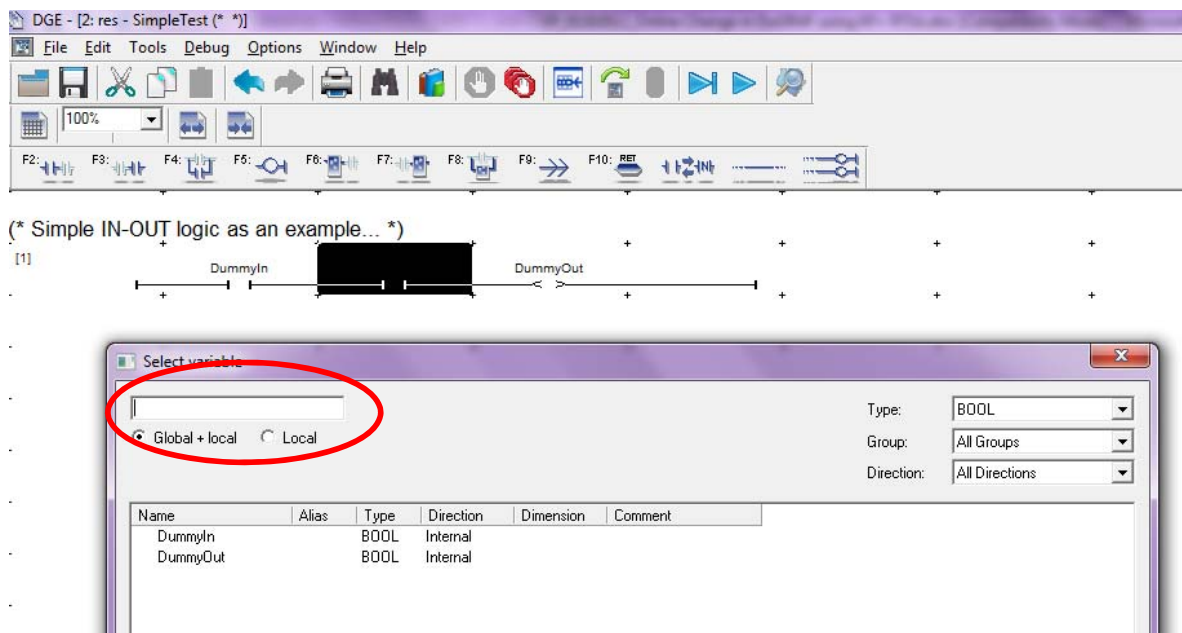 DGE - [2: res - SimpleTest (* *)]
File Edit Tools Debug Options Window Help
100%
F2: F3: F4: F5: F6: F7: F8: F9: F10: RET
(* Simple IN-OUT logic as an example... *)
[1]
DummyIn DummyOut
Select variable
Type: BOOL
Global + local Local
Group: All Groups
Direction: All Directions
Name Alias Type Direction Dimension Comment
DummyIn BOOL Internal
DummyOut BOOL Internal